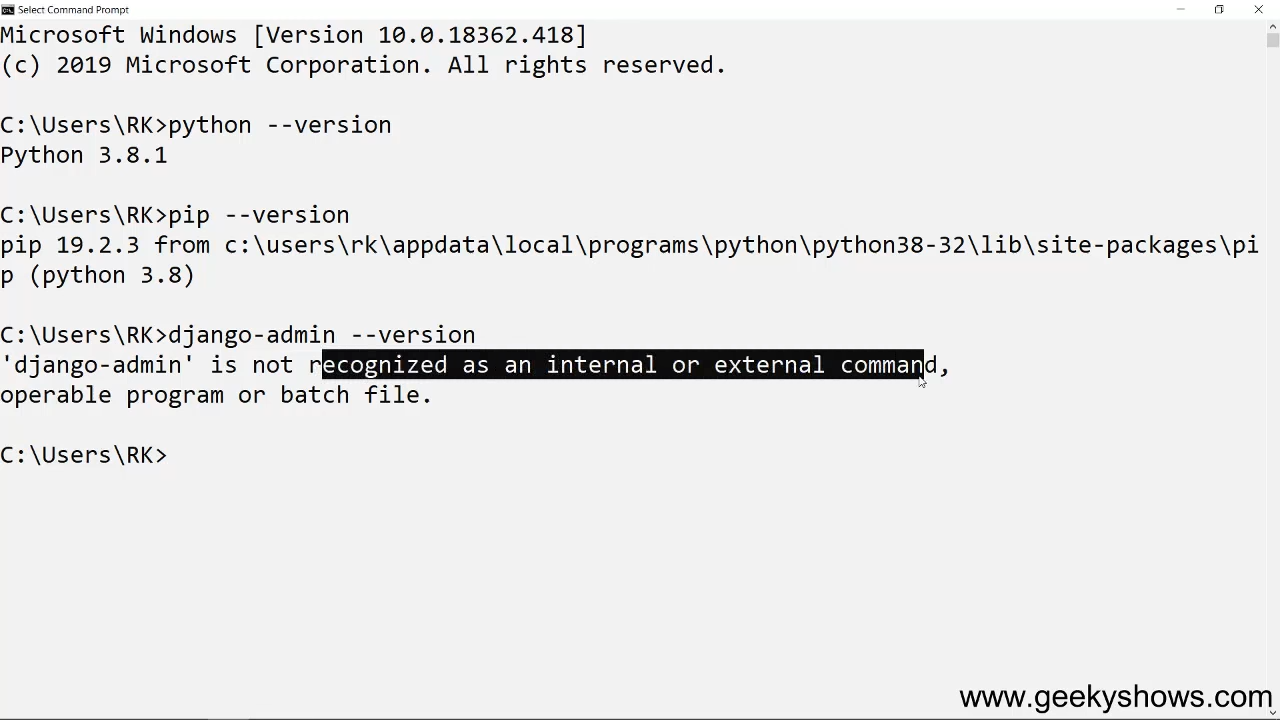 Select Command Prompt
Microsoft Windows [Version 10.0.18362.418]
(c) 2019 Microsoft Corporation. All rights reserved.
C:\Users\RK>python --version
Python 3.8.1
C:\Users\RK>pip --version
pip 19.2.3 from c:\users\rk\appdata\local\programs\python\python38-32\lib\site-packages\pi
p (python 3.8)
C:\Users\RK>django-admin --version
'django-admin' is not recognized as an internal or external command,
operable program or batch file.
C:\Users\RK>
www.geekyshows.com